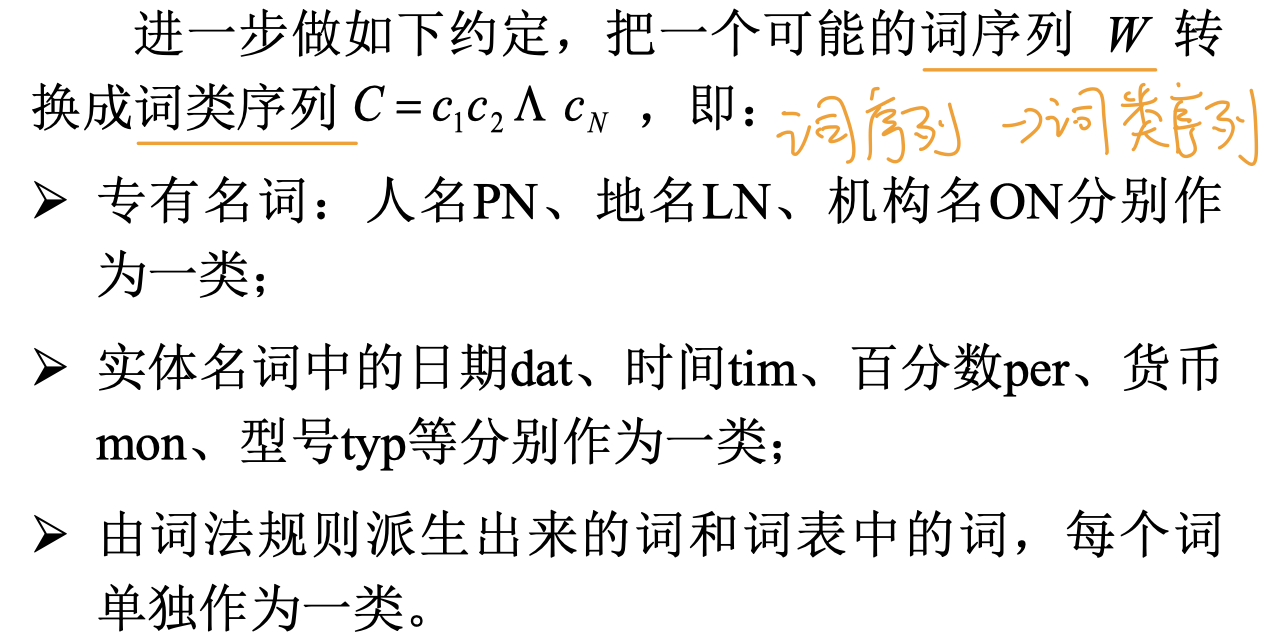 进一步做如下约定，把一个可能的词序列 W 转
换成词类序列 C = c₁c₂ Λ c_N ，即：
词序列 →词类序列
➢ 专有名词：人名PN、地名LN、机构名ON分别作
为一类；
➢ 实体名词中的日期dat、时间tim、百分数per、货币
mon、型号typ等分别作为一类；
➢ 由词法规则派生出来的词和词表中的词，每个词
单独作为一类。